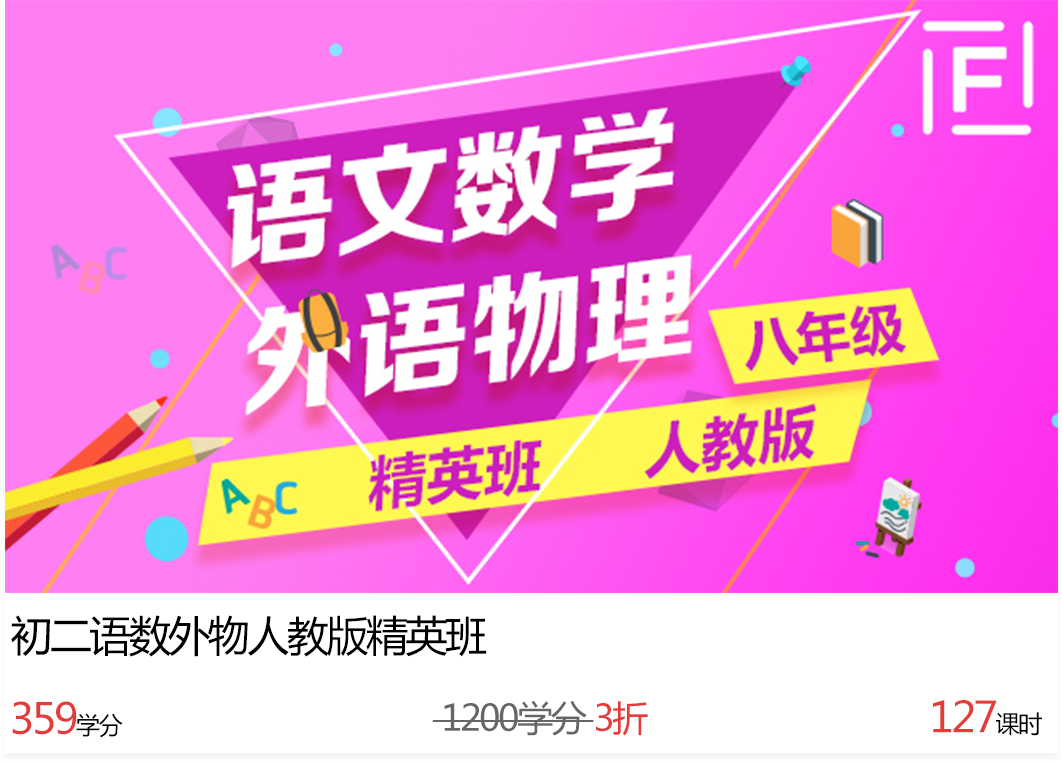 语文数学
外语物理
八年级
精英班 人教版
ABC
ABC
F
初二语数外物人教版精英班
359学分
1200学分 3折
127课时